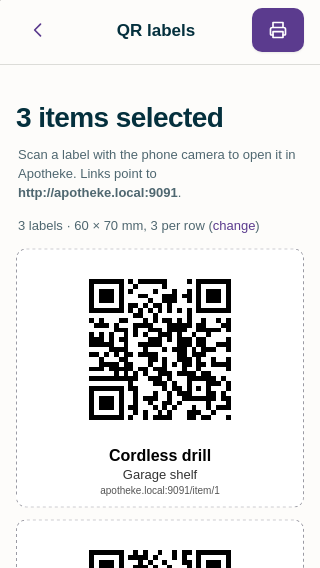 QR labels
3 items selected
Scan a label with the phone camera to open it in
Apotheke. Links point to
http://apotheke.local:9091.
3 labels · 60 × 70 mm, 3 per row (change)
Cordless drill
Garage shelf
apotheke.local:9091/item/1